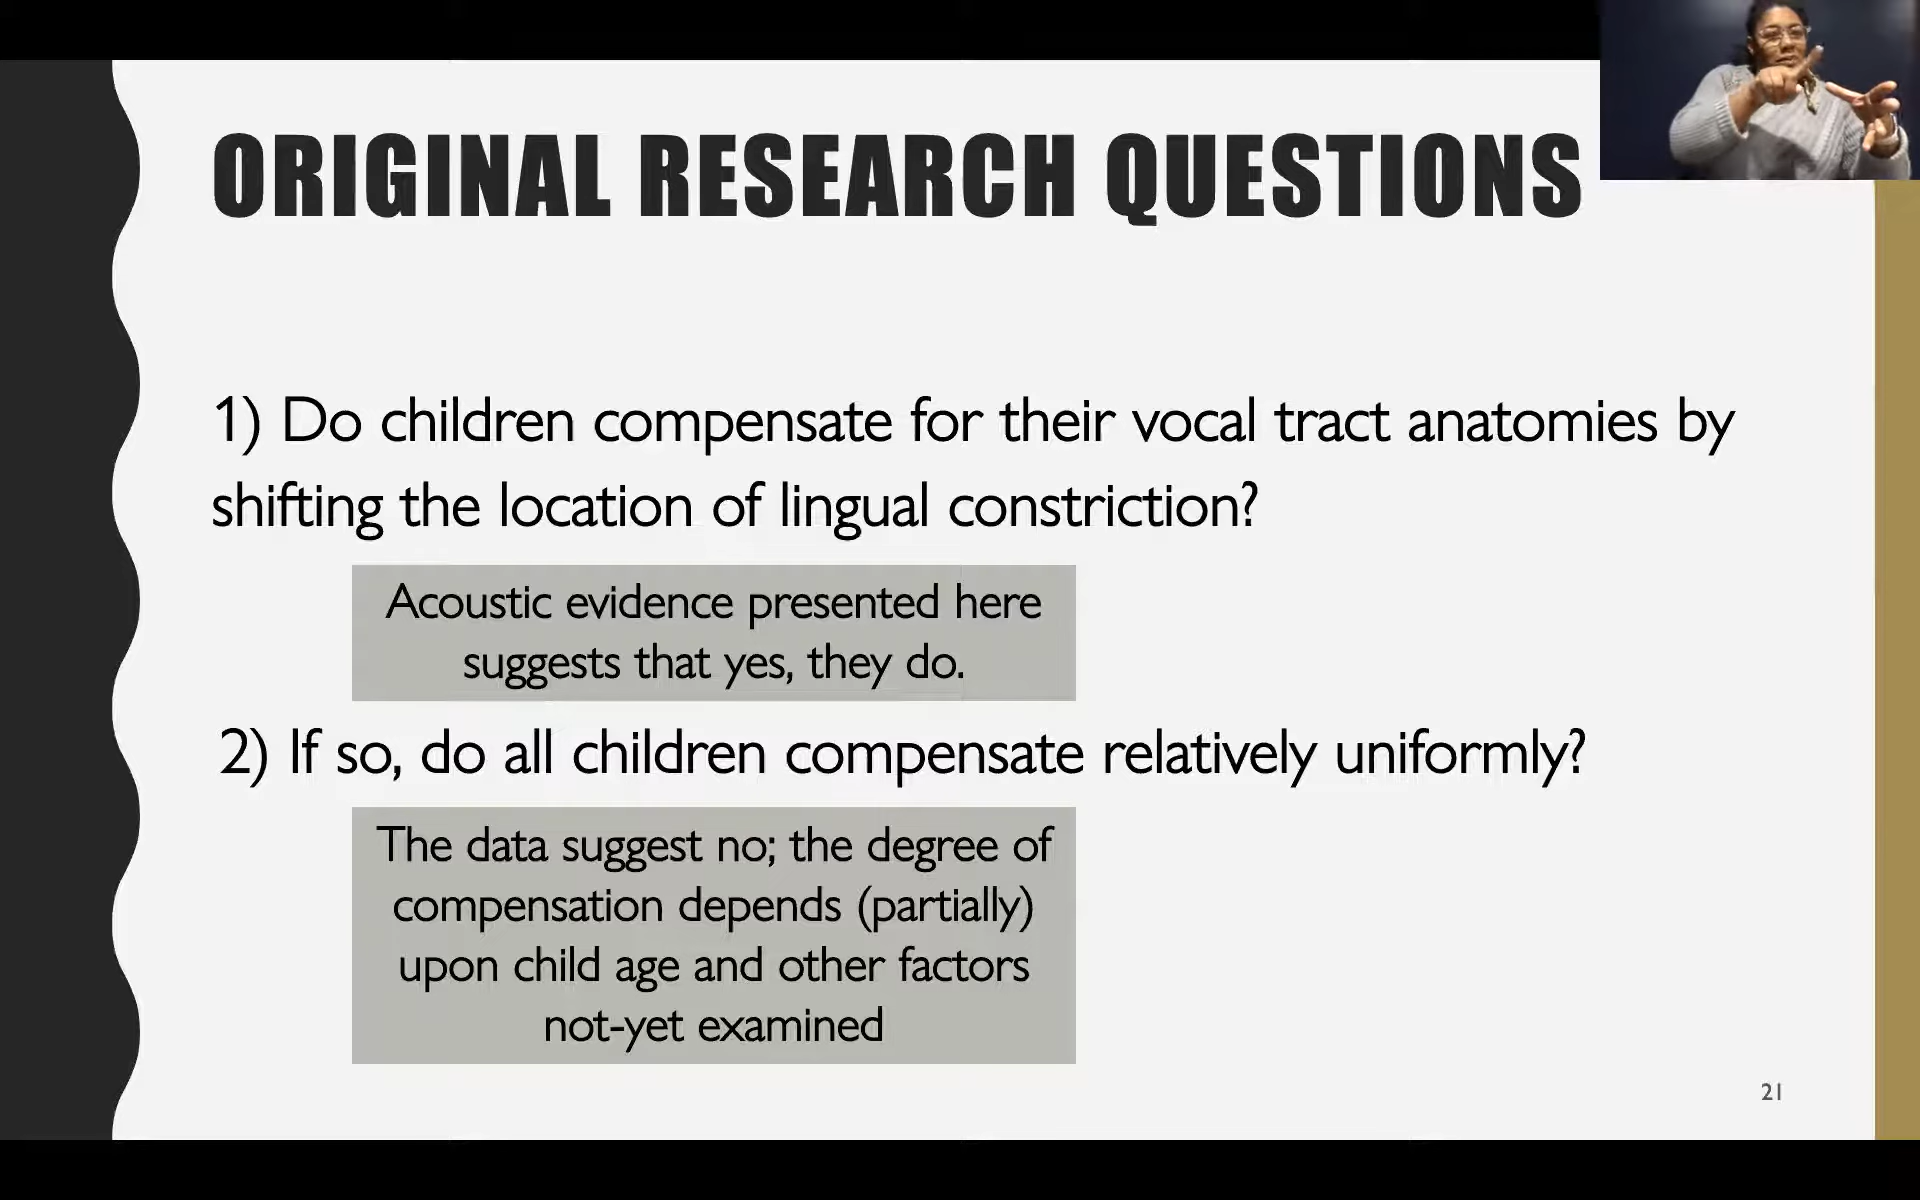 ORIGINAL RESEARCH QUESTIONS
1) Do children compensate for their vocal tract anatomies by
shifting the location of lingual constriction?
Acoustic evidence presented here
suggests that yes, they do.
2) If so, do all children compensate relatively uniformly?
The data suggest no; the degree of
compensation depends (partially)
upon child age and other factors
not-yet examined
21